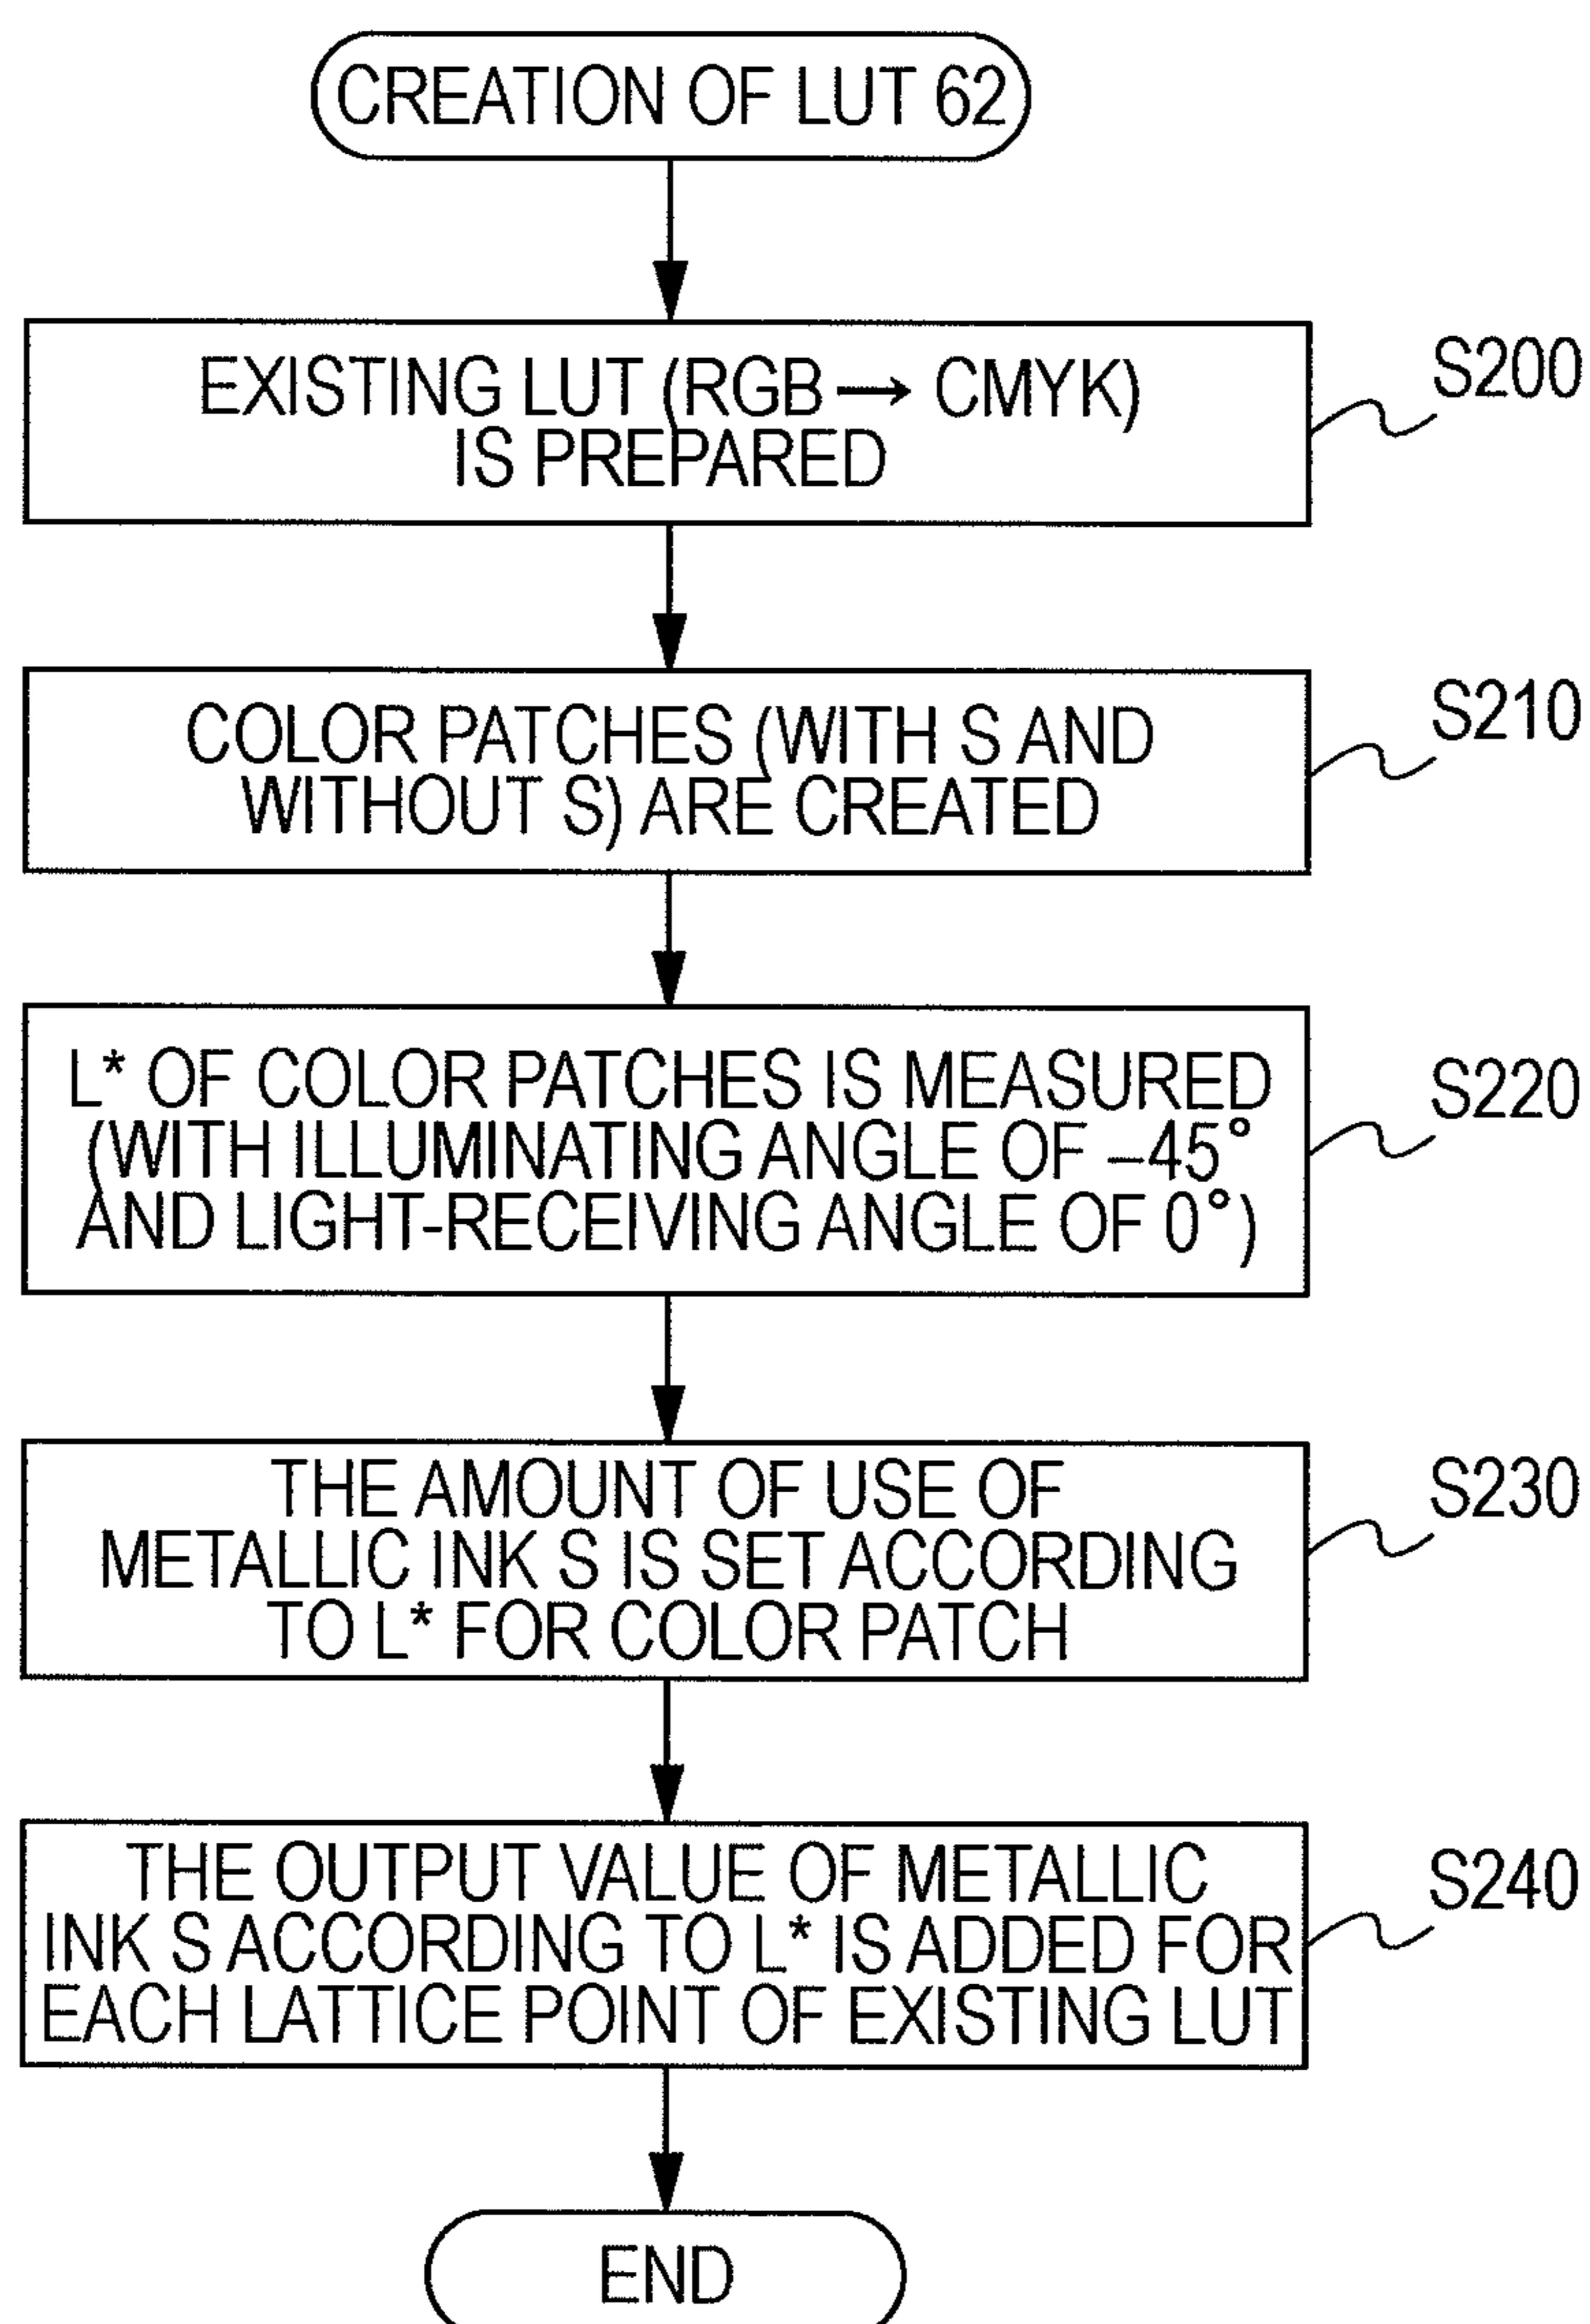 CREATION OF LUT 62
EXISTING LUT (RGB → CMYK)
IS PREPARED
S200
COLOR PATCHES (WITH S AND
WITHOUT S) ARE CREATED
S210
L* OF COLOR PATCHES IS MEASURED
(WITH ILLUMINATING ANGLE OF –45°
AND LIGHT-RECEIVING ANGLE OF 0°)
S220
THE AMOUNT OF USE OF
METALLIC INK S IS SET ACCORDING
TO L* FOR COLOR PATCH
S230
THE OUTPUT VALUE OF METALLIC
INK S ACCORDING TO L* IS ADDED FOR
EACH LATTICE POINT OF EXISTING LUT
S240
END